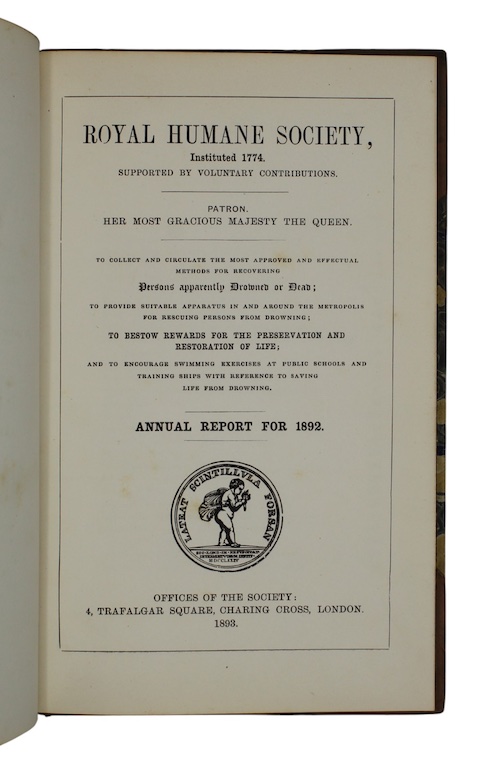 ROYAL HUMANE SOCIETY,
Instituted 1774.
SUPPORTED BY VOLUNTARY CONTRIBUTIONS.
PATRON.
HER MOST GRACIOUS MAJESTY THE QUEEN.
TO COLLECT AND CIRCULATE THE MOST APPROVED AND EFFECTUAL
METHODS FOR RECOVERING
Persons apparently Drowned or Dead;
TO PROVIDE SUITABLE APPARATUS IN AND AROUND THE METROPOLIS
FOR RESCUING PERSONS FROM DROWNING;
TO BESTOW REWARDS FOR THE PRESERVATION AND
RESTORATION OF LIFE;
AND TO ENCOURAGE SWIMMING EXERCISES AT PUBLIC SCHOOLS AND
TRAINING SHIPS WITH REFERENCE TO SAVING
LIFE FROM DROWNING.
ANNUAL REPORT FOR 1892.
LATEAT SCINTILLVLA FORSAN
OFFICES OF THE SOCIETY:
4, TRAFALGAR SQUARE, CHARING CROSS, LONDON.
1893.